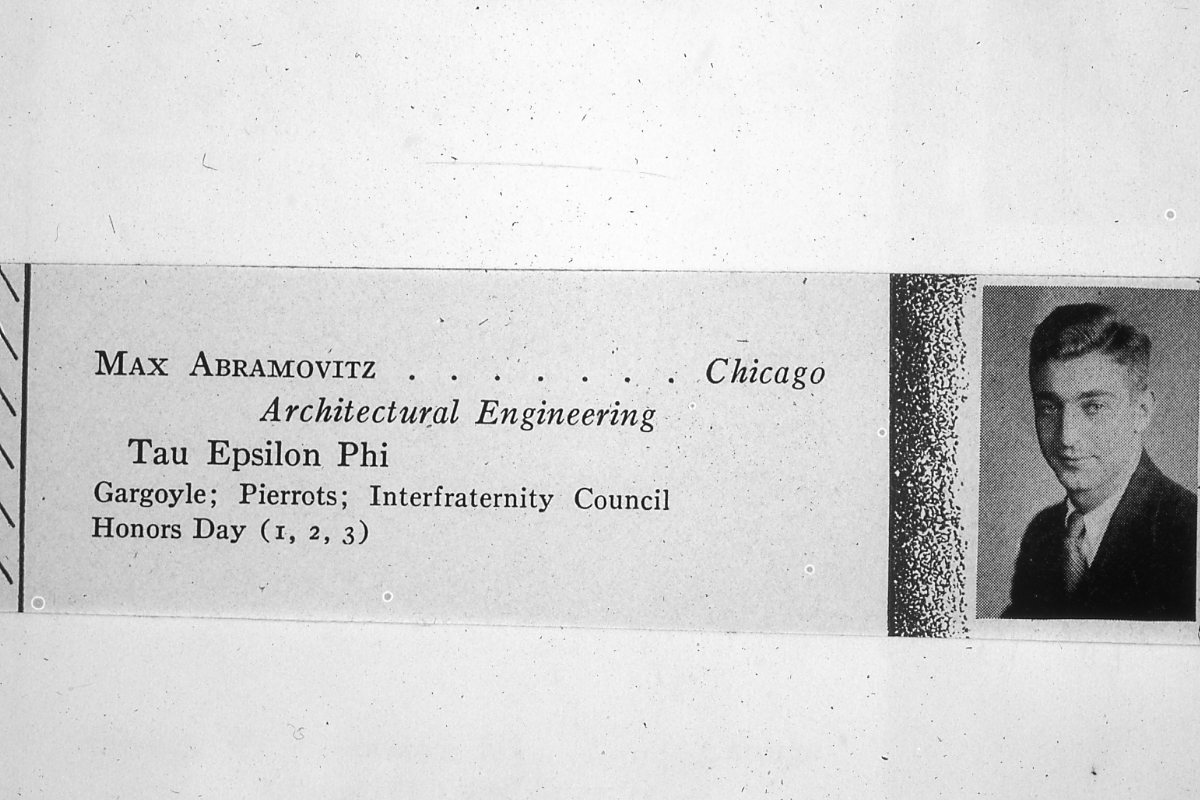 Max Abramovitz . . . . . . . Chicago
Architectural Engineering
Tau Epsilon Phi
Gargoyle; Pierrots; Interfraternity Council
Honors Day (1, 2, 3)